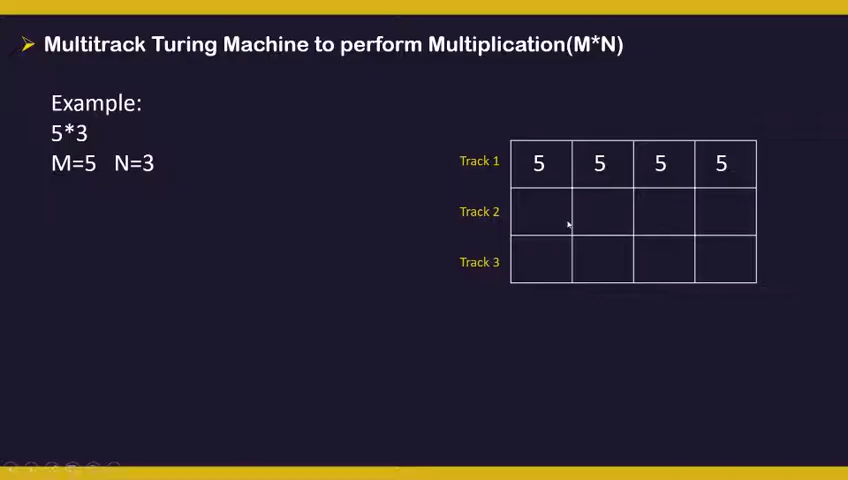 Multitrack Turing Machine to perform Multiplication(M*N)
Example:
5*3
M=5 N=3
Track 1 5 5 5 5
Track 2
Track 3